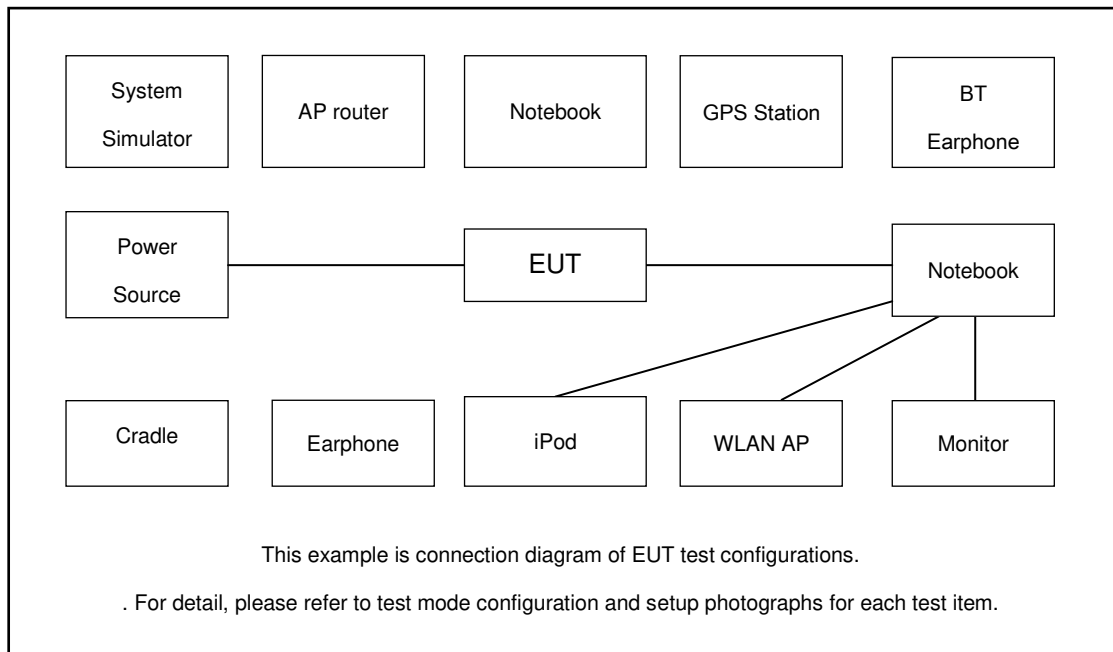 System
Simulator
AP router
Notebook
GPS Station
BT
Earphone
Power
Source
EUT
Notebook
Cradle
Earphone
iPod
WLAN AP
Monitor
This example is connection diagram of EUT test configurations.
. For detail, please refer to test mode configuration and setup photographs for each test item.